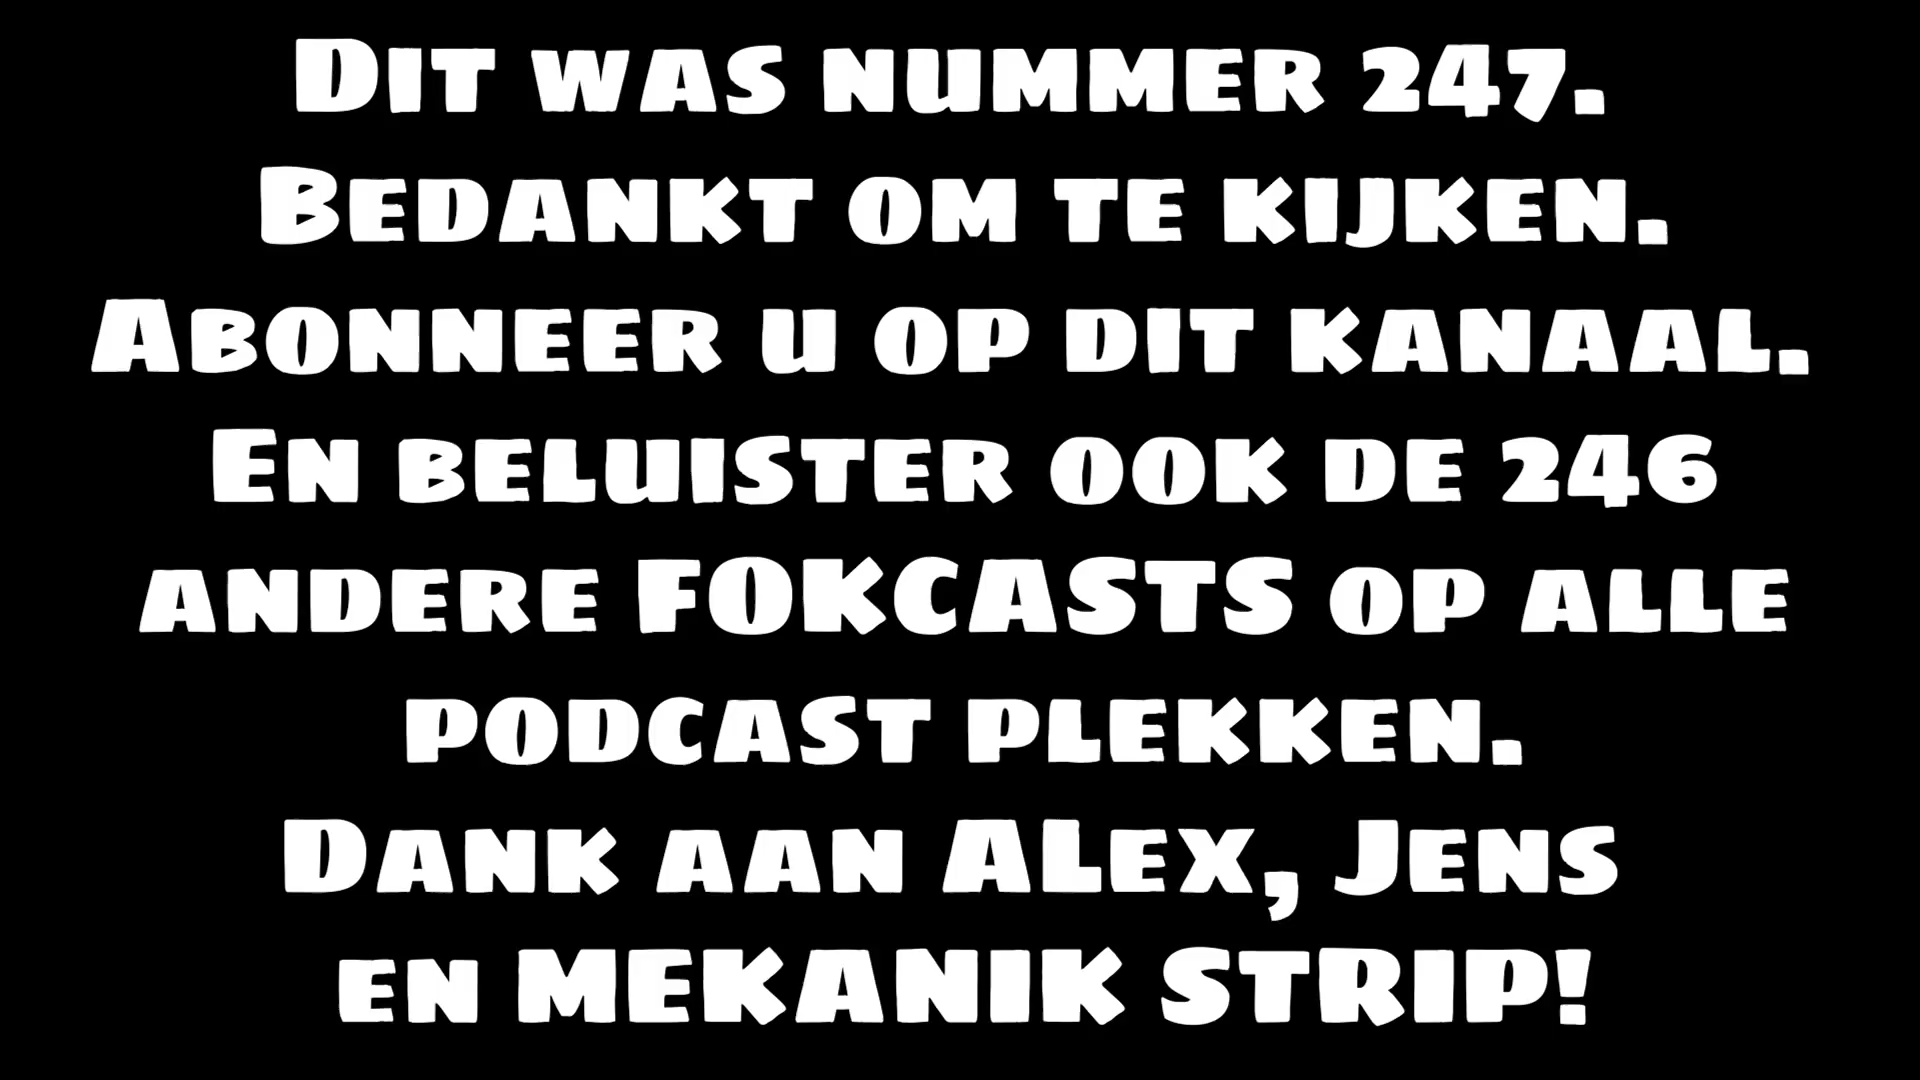 Dit was nummer 247.
Bedankt om te kijken.
Abonneer u op dit kanaal.
En beluister ook de 246
andere FOKCASTS op alle
podcast plekken.
Dank aan ALex, Jens
en MEKANIK STRIP!